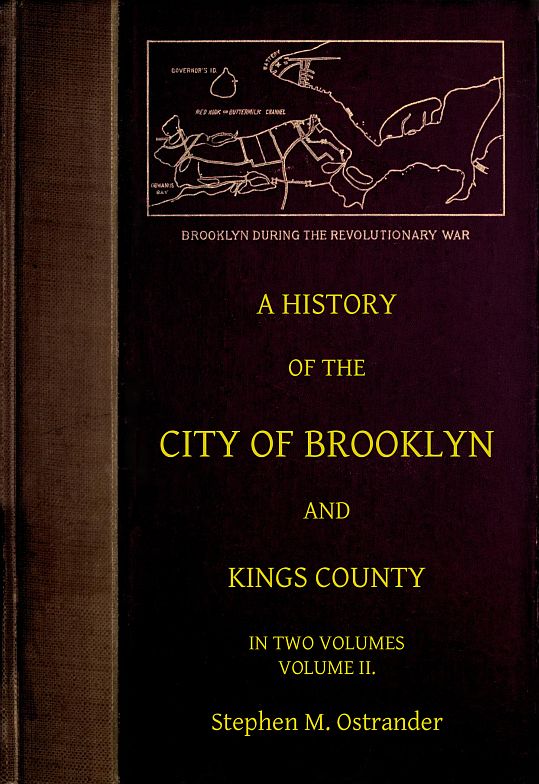 GOVERNOR'S ID.
BATTERY
RED HOOK OR BUTTERMILK CHANNEL
GOWANUS
BAY
BROOKLYN DURING THE REVOLUTIONARY WAR
A HISTORY
OF THE
CITY OF BROOKLYN
AND
KINGS COUNTY
IN TWO VOLUMES
VOLUME II.
Stephen M. Ostrander